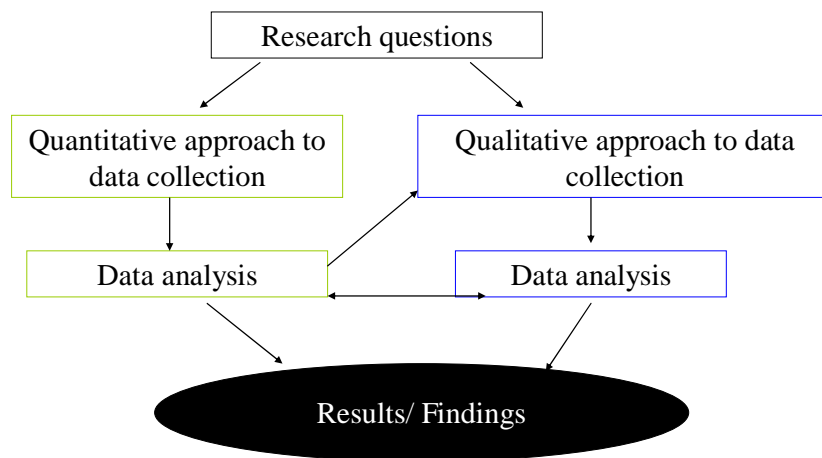 Research questions
Quantitative approach to
data collection
Qualitative approach to data
collection
Data analysis
Data analysis
Results/ Findings